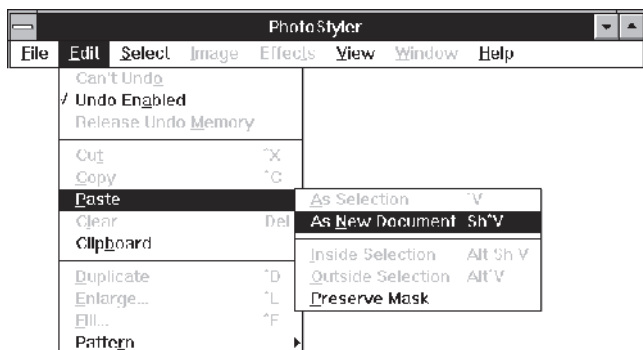 PhotoStyler
File Edit Select Image Effects View Window Help
Can't Undo
√ Undo Enabled
Release Undo Memory
Cut ^X
Copy ^C
Paste
As Selection ^V
Clear Del
As New Document Sh^V
Clipboard
Inside Selection Alt Sh V
Duplicate ^D
Outside Selection Alt^V
Enlarge... ^L
Preserve Mask
Fill... ^F
Pattern